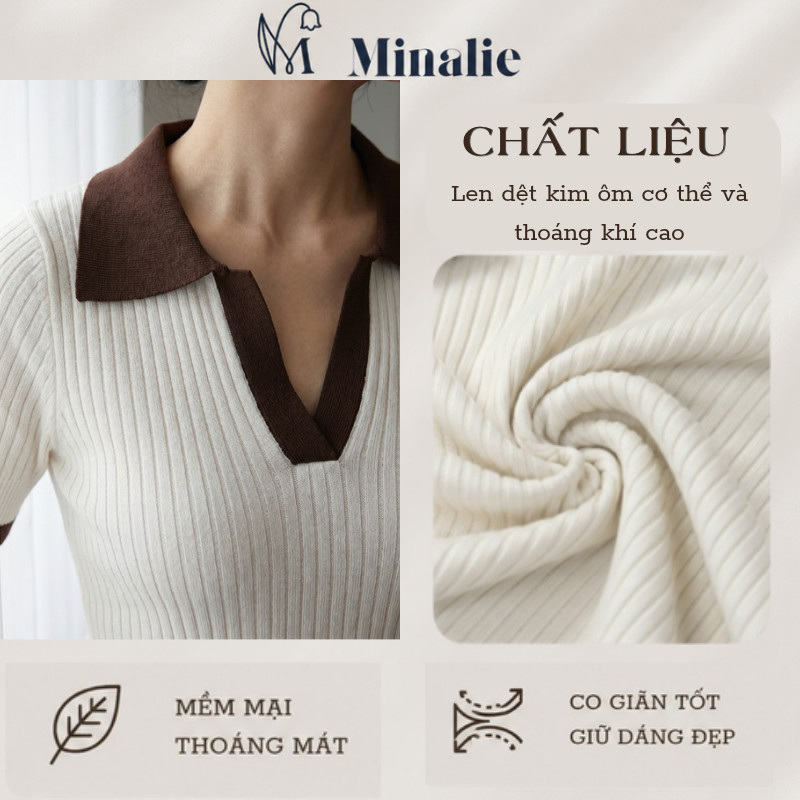 M Minalie
CHẤT LIỆU
Len dệt kim ôm cơ thể và
thoáng khí cao
MỀM MẠI
THOÁNG MÁT
CO GIÃN TỐT
GIỮ DÁNG ĐẸP